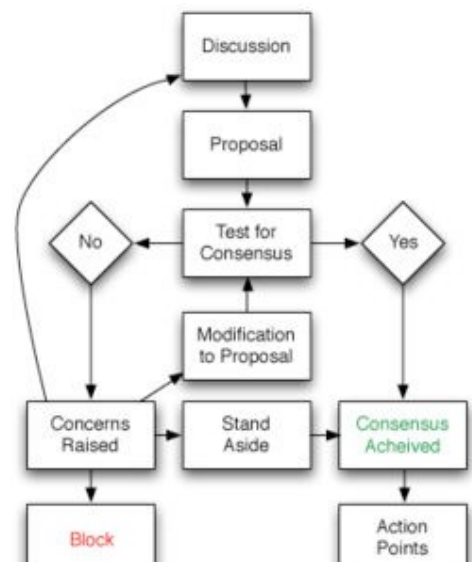 Discussion
Proposal
No
Test for
Consensus
Yes
Modification
to Proposal
Concerns
Raised
Stand
Aside
Consensus
Acheived
Block
Action
Points